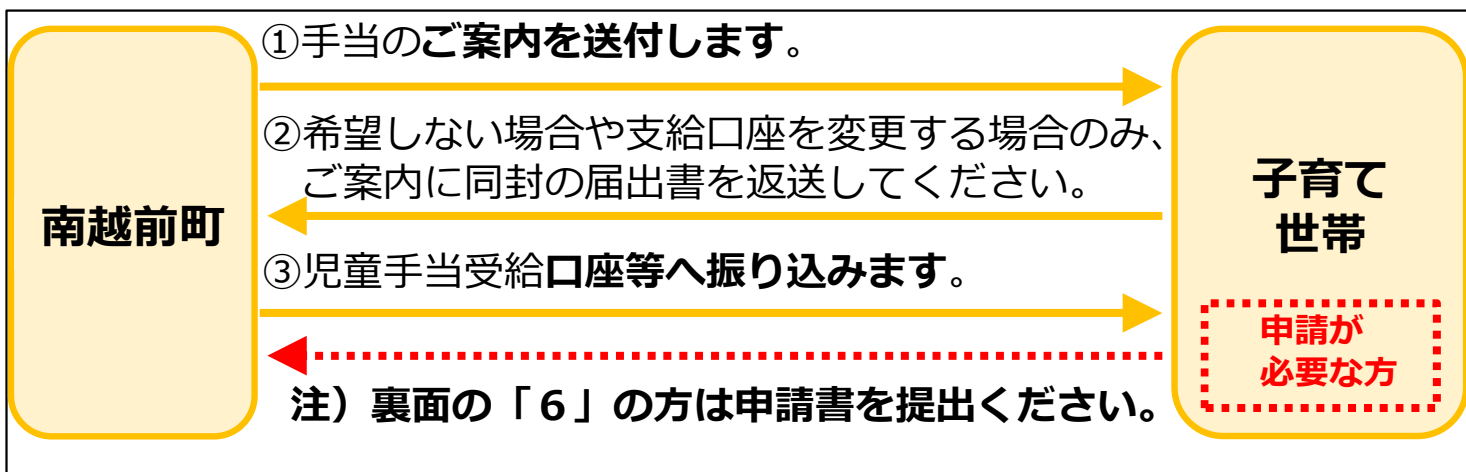 ①手当のご案内を送付します。
②希望しない場合や支給口座を変更する場合のみ、
ご案内に同封の届出書を返送してください。
南越前町
子育て
世帯
③児童手当受給口座等へ振り込みます。
申請が
必要な方
注）裏面の「６」の方は申請書を提出ください。